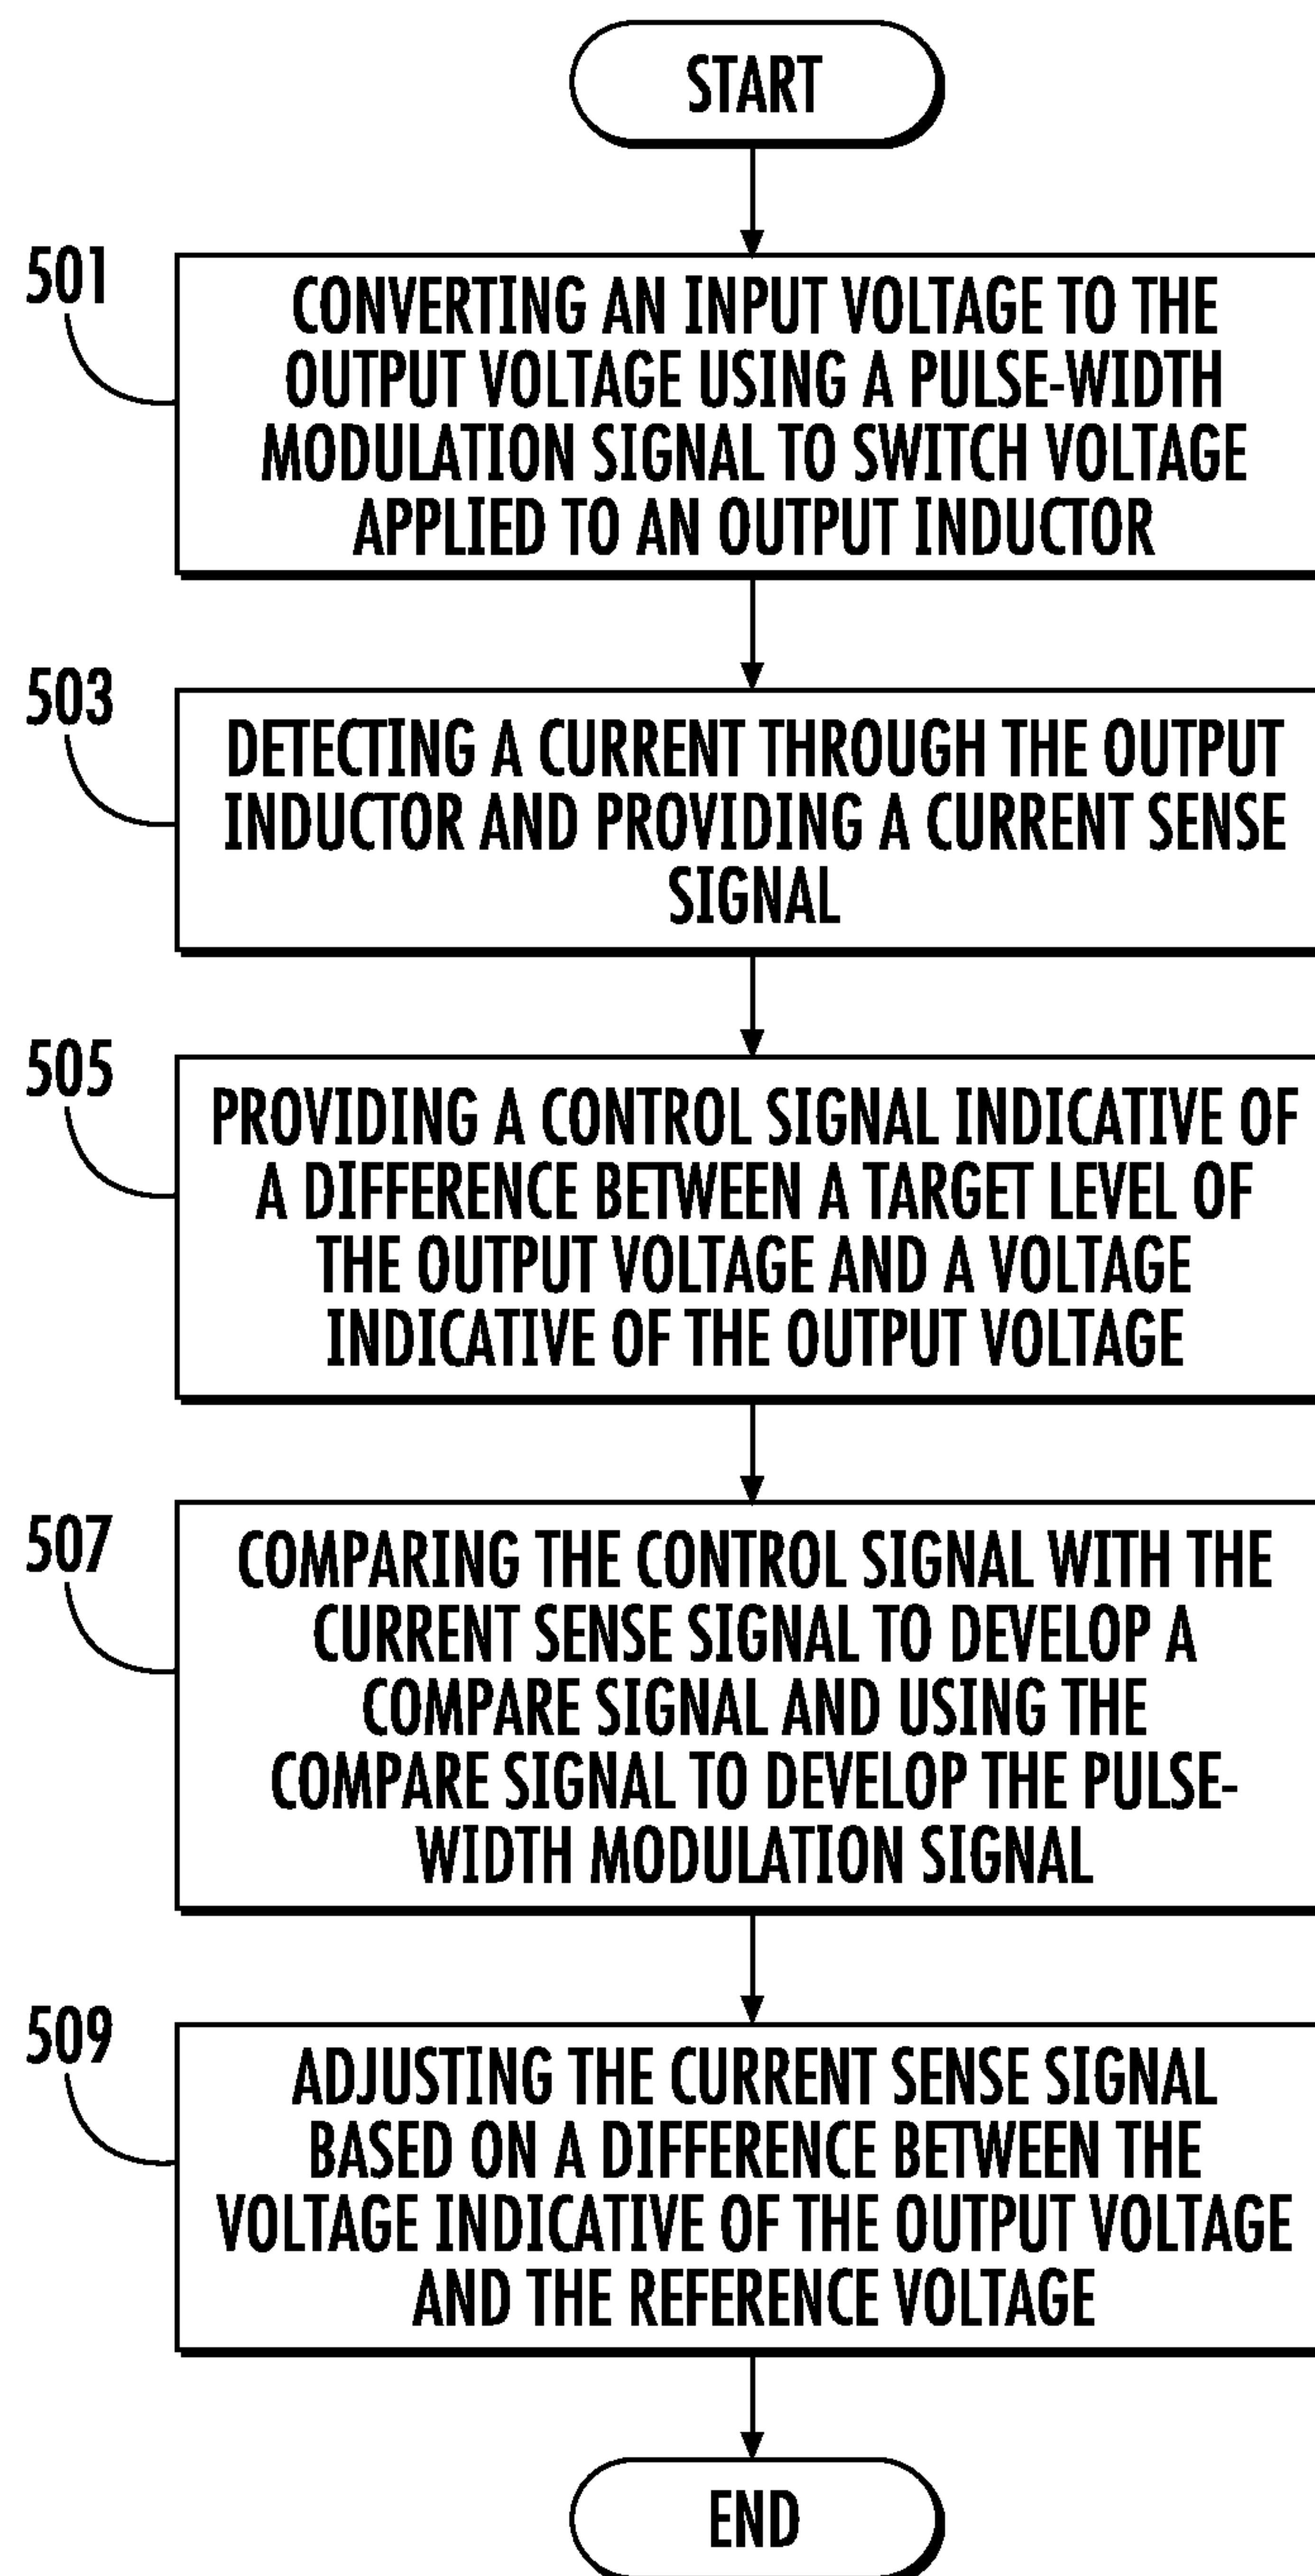 START
501
CONVERTING AN INPUT VOLTAGE TO THE
OUTPUT VOLTAGE USING A PULSE-WIDTH
MODULATION SIGNAL TO SWITCH VOLTAGE
APPLIED TO AN OUTPUT INDUCTOR
503
DETECTING A CURRENT THROUGH THE OUTPUT
INDUCTOR AND PROVIDING A CURRENT SENSE
SIGNAL
505
PROVIDING A CONTROL SIGNAL INDICATIVE OF
A DIFFERENCE BETWEEN A TARGET LEVEL OF
THE OUTPUT VOLTAGE AND A VOLTAGE
INDICATIVE OF THE OUTPUT VOLTAGE
507
COMPARING THE CONTROL SIGNAL WITH THE
CURRENT SENSE SIGNAL TO DEVELOP A
COMPARE SIGNAL AND USING THE
COMPARE SIGNAL TO DEVELOP THE PULSE-
WIDTH MODULATION SIGNAL
509
ADJUSTING THE CURRENT SENSE SIGNAL
BASED ON A DIFFERENCE BETWEEN THE
VOLTAGE INDICATIVE OF THE OUTPUT VOLTAGE
AND THE REFERENCE VOLTAGE
END